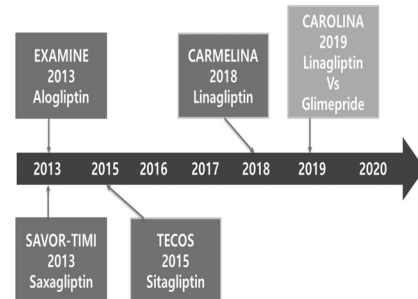 EXAMINE
2013
Alogliptin
CARMELINA
2018
Linagliptin
CAROLINA
2019
Linagliptin
Vs
Glimepride
2013 2015 2016 2017 2018 2019 2020
SAVOR-TIMI
2013
Saxagliptin
TECOS
2015
Sitagliptin